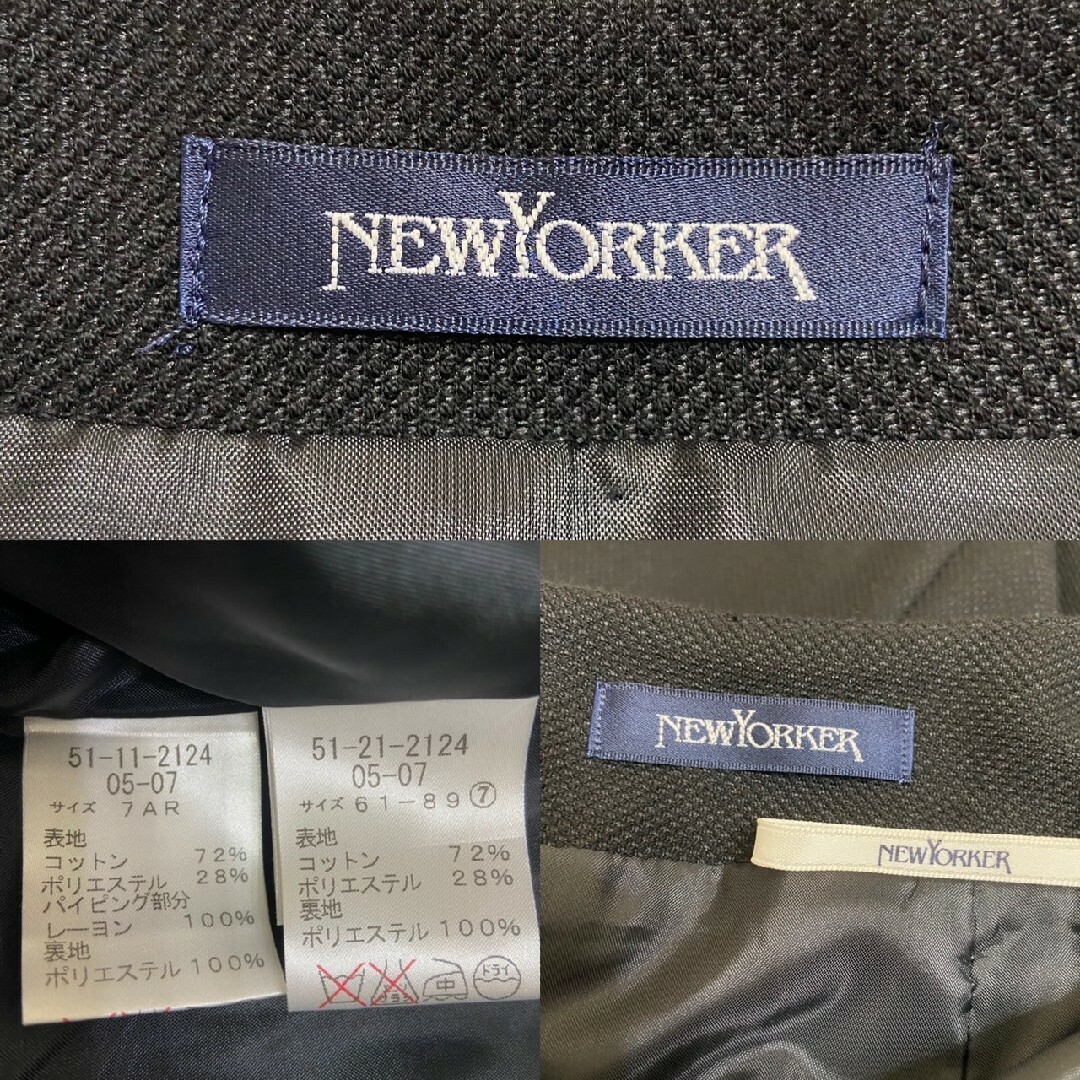 NEWYORKER
51-11-2124
05-07
サイズ 7AR
表地
コットン 72%
ポリエステル 28%
パイピング部分
レーヨン 100%
裏地
ポリエステル 100%
51-21-2124
05-07
サイズ 61-89 ⑦
表地
コットン 72%
ポリエステル 28%
裏地
ポリエステル 100%
中 ドライ
NEWYORKER
NEWYORKER